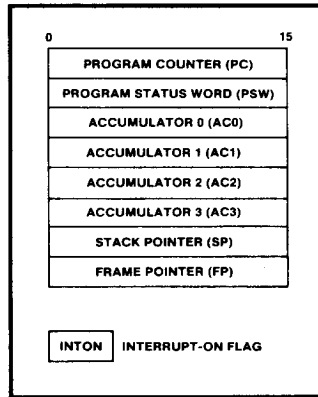 0 15
PROGRAM COUNTER (PC)
PROGRAM STATUS WORD (PSW)
ACCUMULATOR 0 (AC0)
ACCUMULATOR 1 (AC1)
ACCUMULATOR 2 (AC2)
ACCUMULATOR 3 (AC3)
STACK POINTER (SP)
FRAME POINTER (FP)
INTON INTERRUPT-ON FLAG